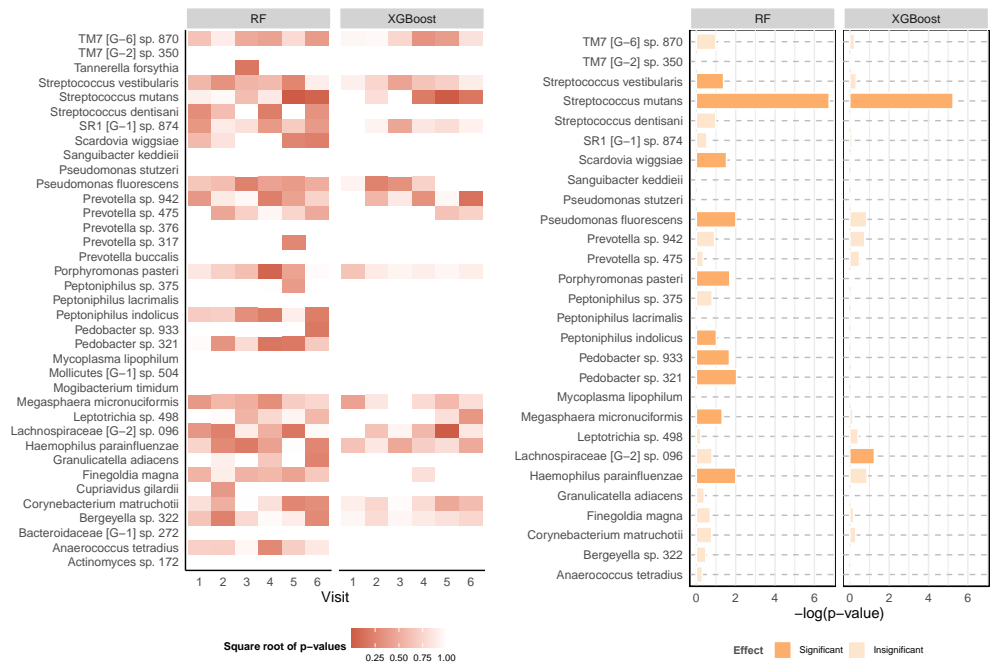 RF
XGBoost
TM7 [G−6] sp. 870
TM7 [G−2] sp. 350
Tannerella forsythia
Streptococcus vestibularis
Streptococcus mutans
Streptococcus dentisani
SR1 [G−1] sp. 874
Scardovia wiggsiae
Sanguibacter keddieii
Pseudomonas stutzeri
Pseudomonas fluorescens
Prevotella sp. 942
Prevotella sp. 475
Prevotella sp. 376
Prevotella sp. 317
Prevotella buccalis
Porphyromonas pasteri
Peptoniphilus sp. 375
Peptoniphilus lacrimalis
Peptoniphilus indolicus
Pedobacter sp. 933
Pedobacter sp. 321
Mycoplasma lipophilum
Mollicutes [G−1] sp. 504
Mogibacterium timidum
Megasphaera micronuciformis
Leptotrichia sp. 498
Lachnospiraceae [G−2] sp. 096
Haemophilus parainfluenzae
Granulicatella adiacens
Finegoldia magna
Cupriavidus gilardii
Corynebacterium matruchotii
Bergeyella sp. 322
Bacteroidaceae [G−1] sp. 272
Anaerococcus tetradius
Actinomyces sp. 172
1 2 3 4 5 6 1 2 3 4 5 6
Visit
Square root of p−values
0.25 0.50 0.75 1.00
RF
XGBoost
TM7 [G−6] sp. 870
TM7 [G−2] sp. 350
Streptococcus vestibularis
Streptococcus mutans
Streptococcus dentisani
SR1 [G−1] sp. 874
Scardovia wiggsiae
Sanguibacter keddieii
Pseudomonas stutzeri
Pseudomonas fluorescens
Prevotella sp. 942
Prevotella sp. 475
Porphyromonas pasteri
Peptoniphilus sp. 375
Peptoniphilus lacrimalis
Peptoniphilus indolicus
Pedobacter sp. 933
Pedobacter sp. 321
Mycoplasma lipophilum
Megasphaera micronuciformis
Leptotrichia sp. 498
Lachnospiraceae [G−2] sp. 096
Haemophilus parainfluenzae
Granulicatella adiacens
Finegoldia magna
Corynebacterium matruchotii
Bergeyella sp. 322
Anaerococcus tetradius
0 2 4 6 0 2 4 6
−log(p−value)
Effect Significant Insignificant